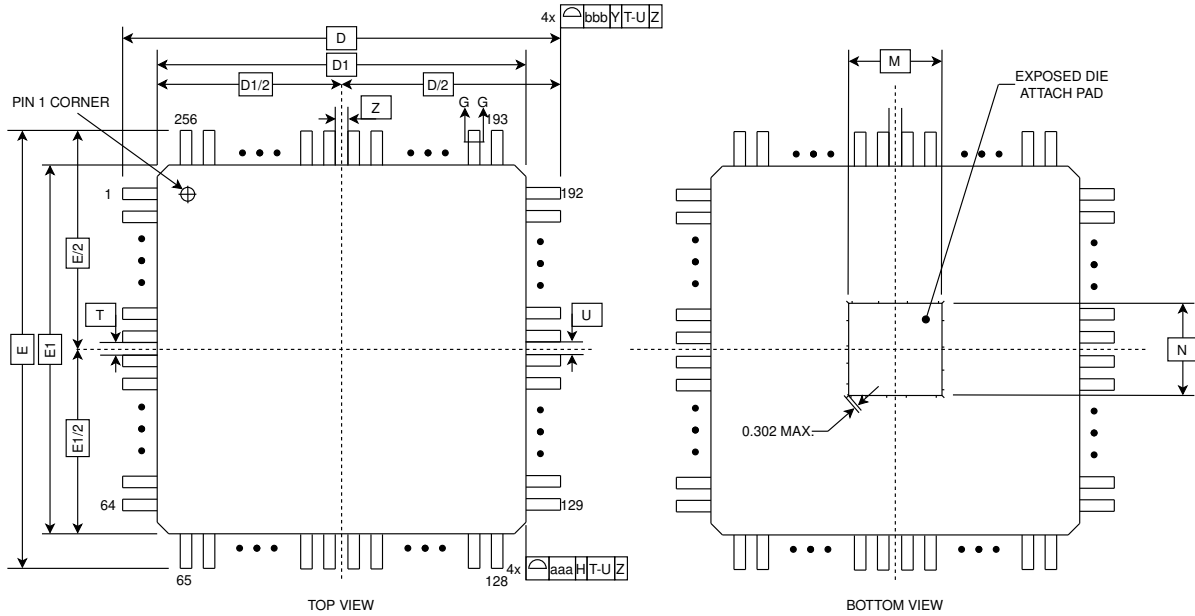 4x bbb Y T-U Z
D
D1
D1/2
D/2
M
EXPOSED DIE
ATTACH PAD
PIN 1 CORNER
Z
G G
256
193
1
192
E/2
T
U
E
E1
N
E1/2
0.302 MAX.
64
129
65
128
4x aaa H T-U Z
TOP VIEW
BOTTOM VIEW